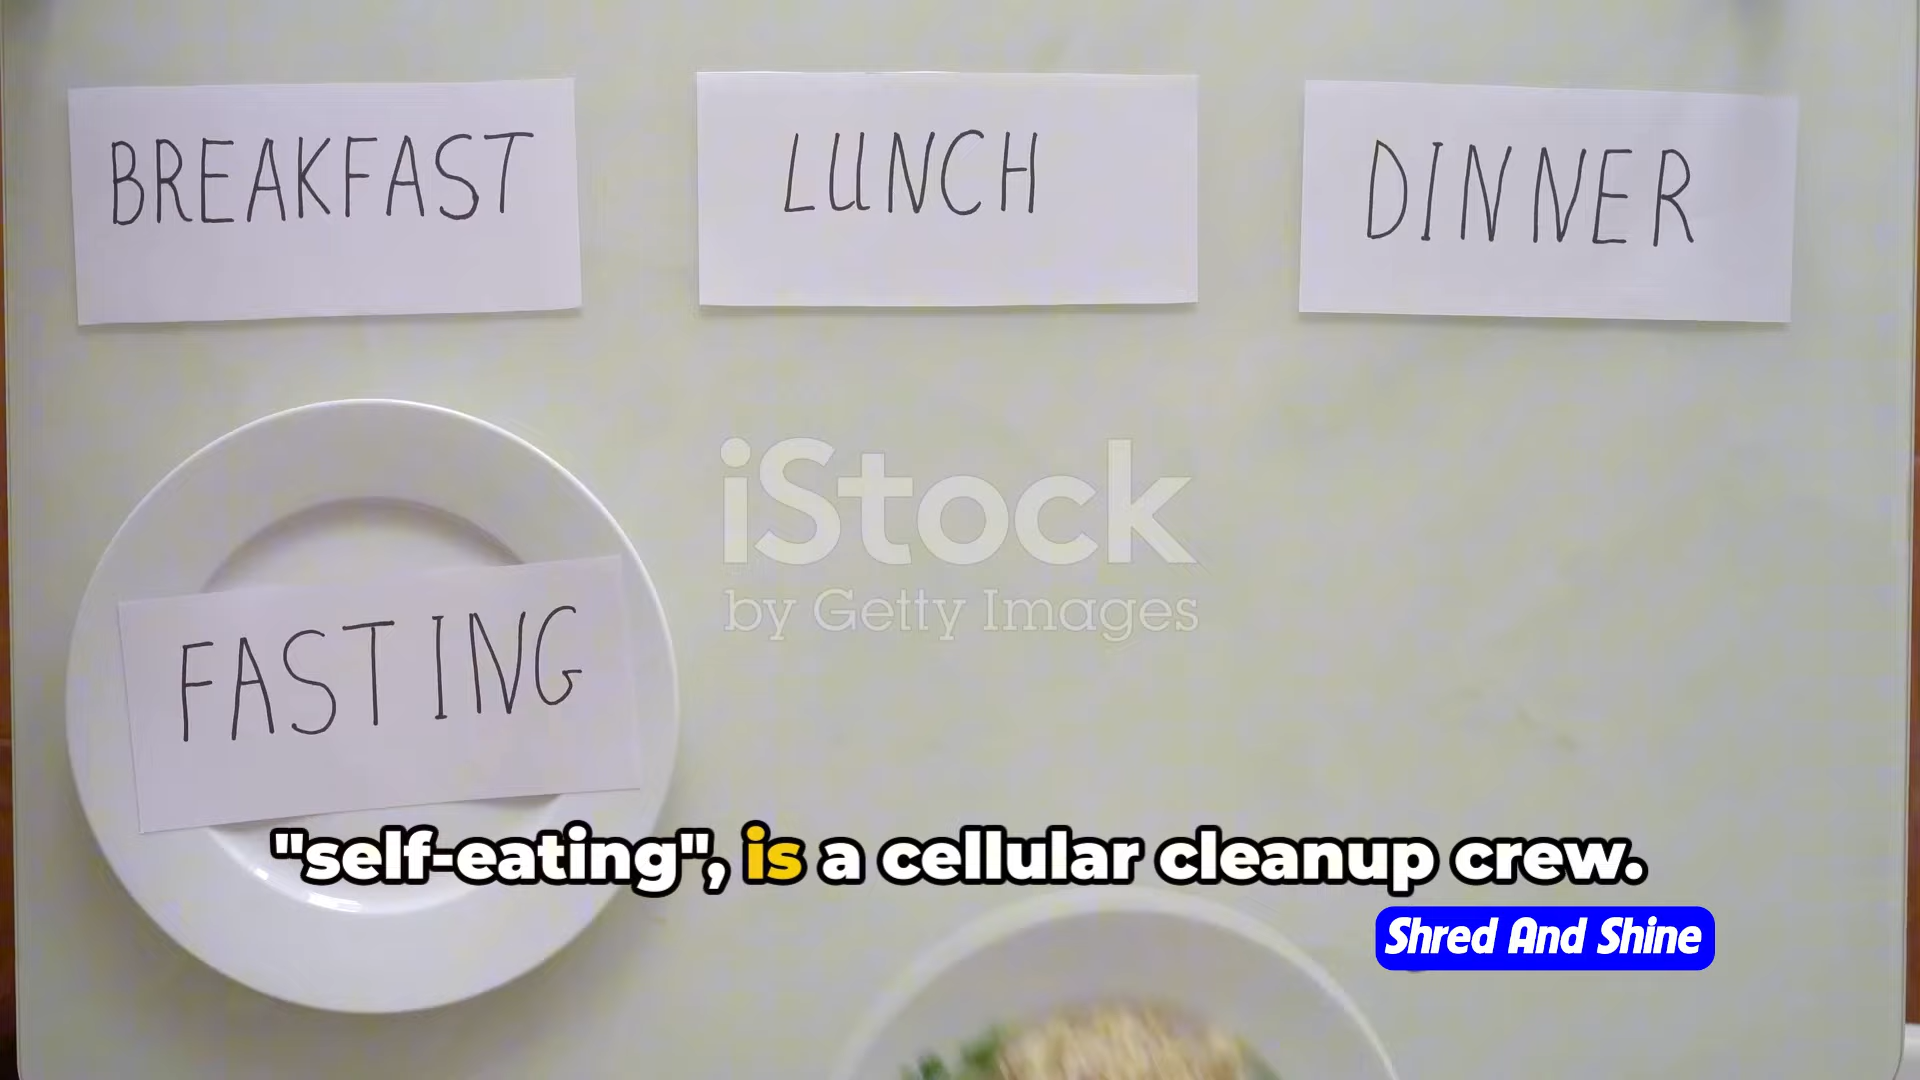 BREAKFAST
LUNCH
DINNER
iStock
by Getty Images
FASTING
"self-eating", is a cellular cleanup crew.
Shred And Shine